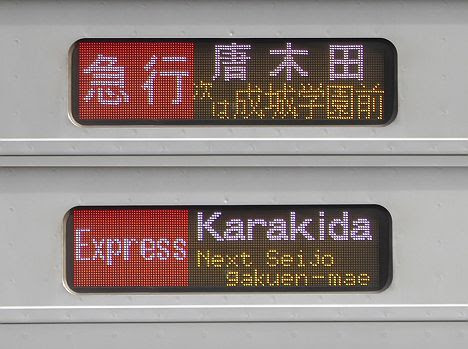 急行 唐木田
次は 成城学園前
Express Karakida
Next Seijo
gakuen-mae